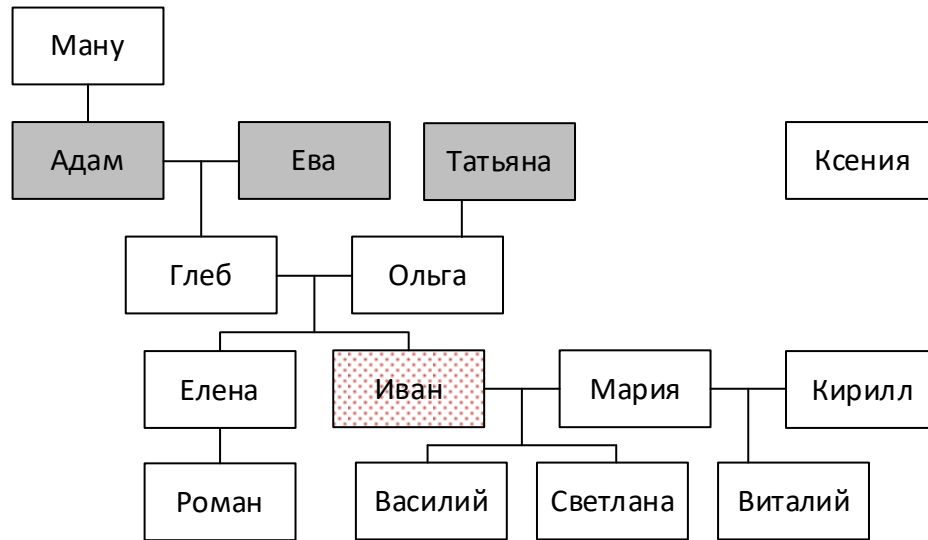 Ману
Адам
Ева
Татьяна
Ксения
Глеб
Ольга
Елена
Иван
Мария
Кирилл
Роман
Василий
Светлана
Виталий